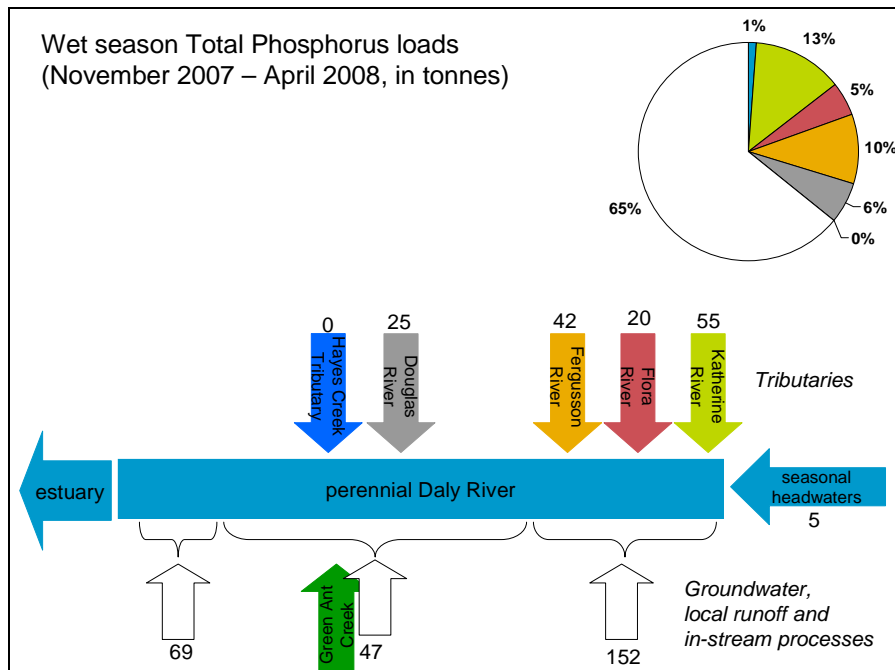 Wet season Total Phosphorus loads
(November 2007 – April 2008, in tonnes)
1%
13%
5%
10%
6%
0%
65%
0
25
42
20
55
Hayes Creek
Tributary
Douglas
River
Fergusson
River
Flora
River
Katherine
River
Tributaries
estuary
perennial Daly River
seasonal
headwaters
5
Green Ant
Creek
69
47
152
Groundwater,
local runoff and
in-stream processes